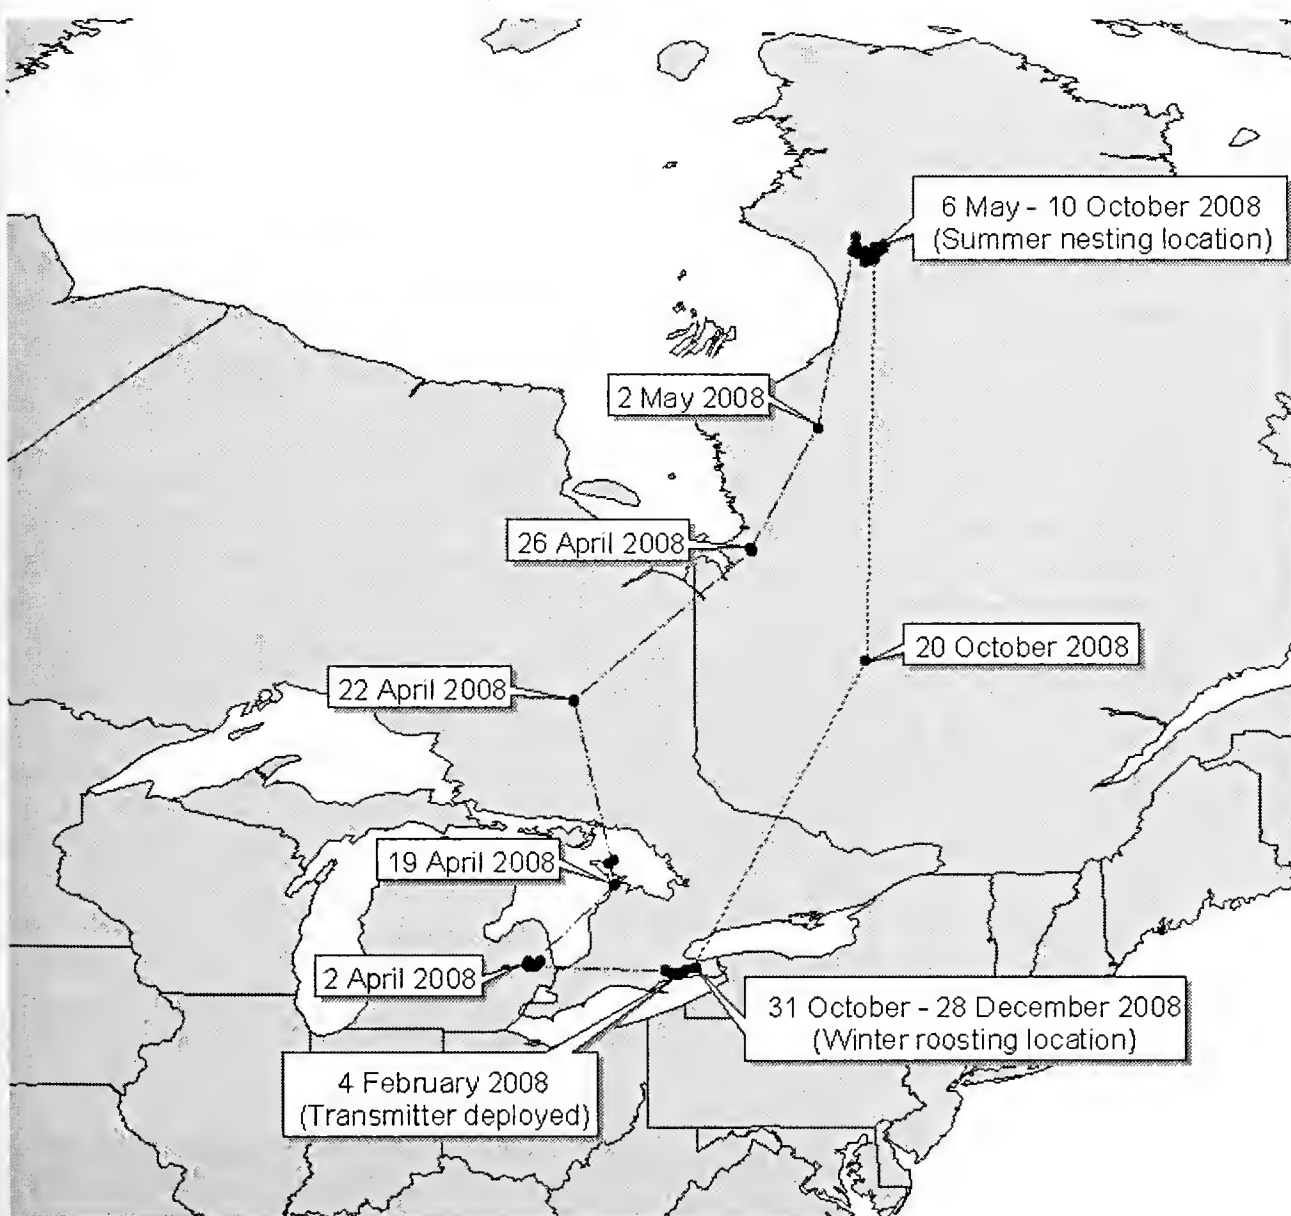 6 May - 10 October 2008
(Summer nesting location)
2 May 2008
26 April 2008
20 October 2008
22 April 2008
19 April 2008
2 April 2008
31 October - 28 December 2008
(Winter roosting location)
4 February 2008
(Transmitter deployed)